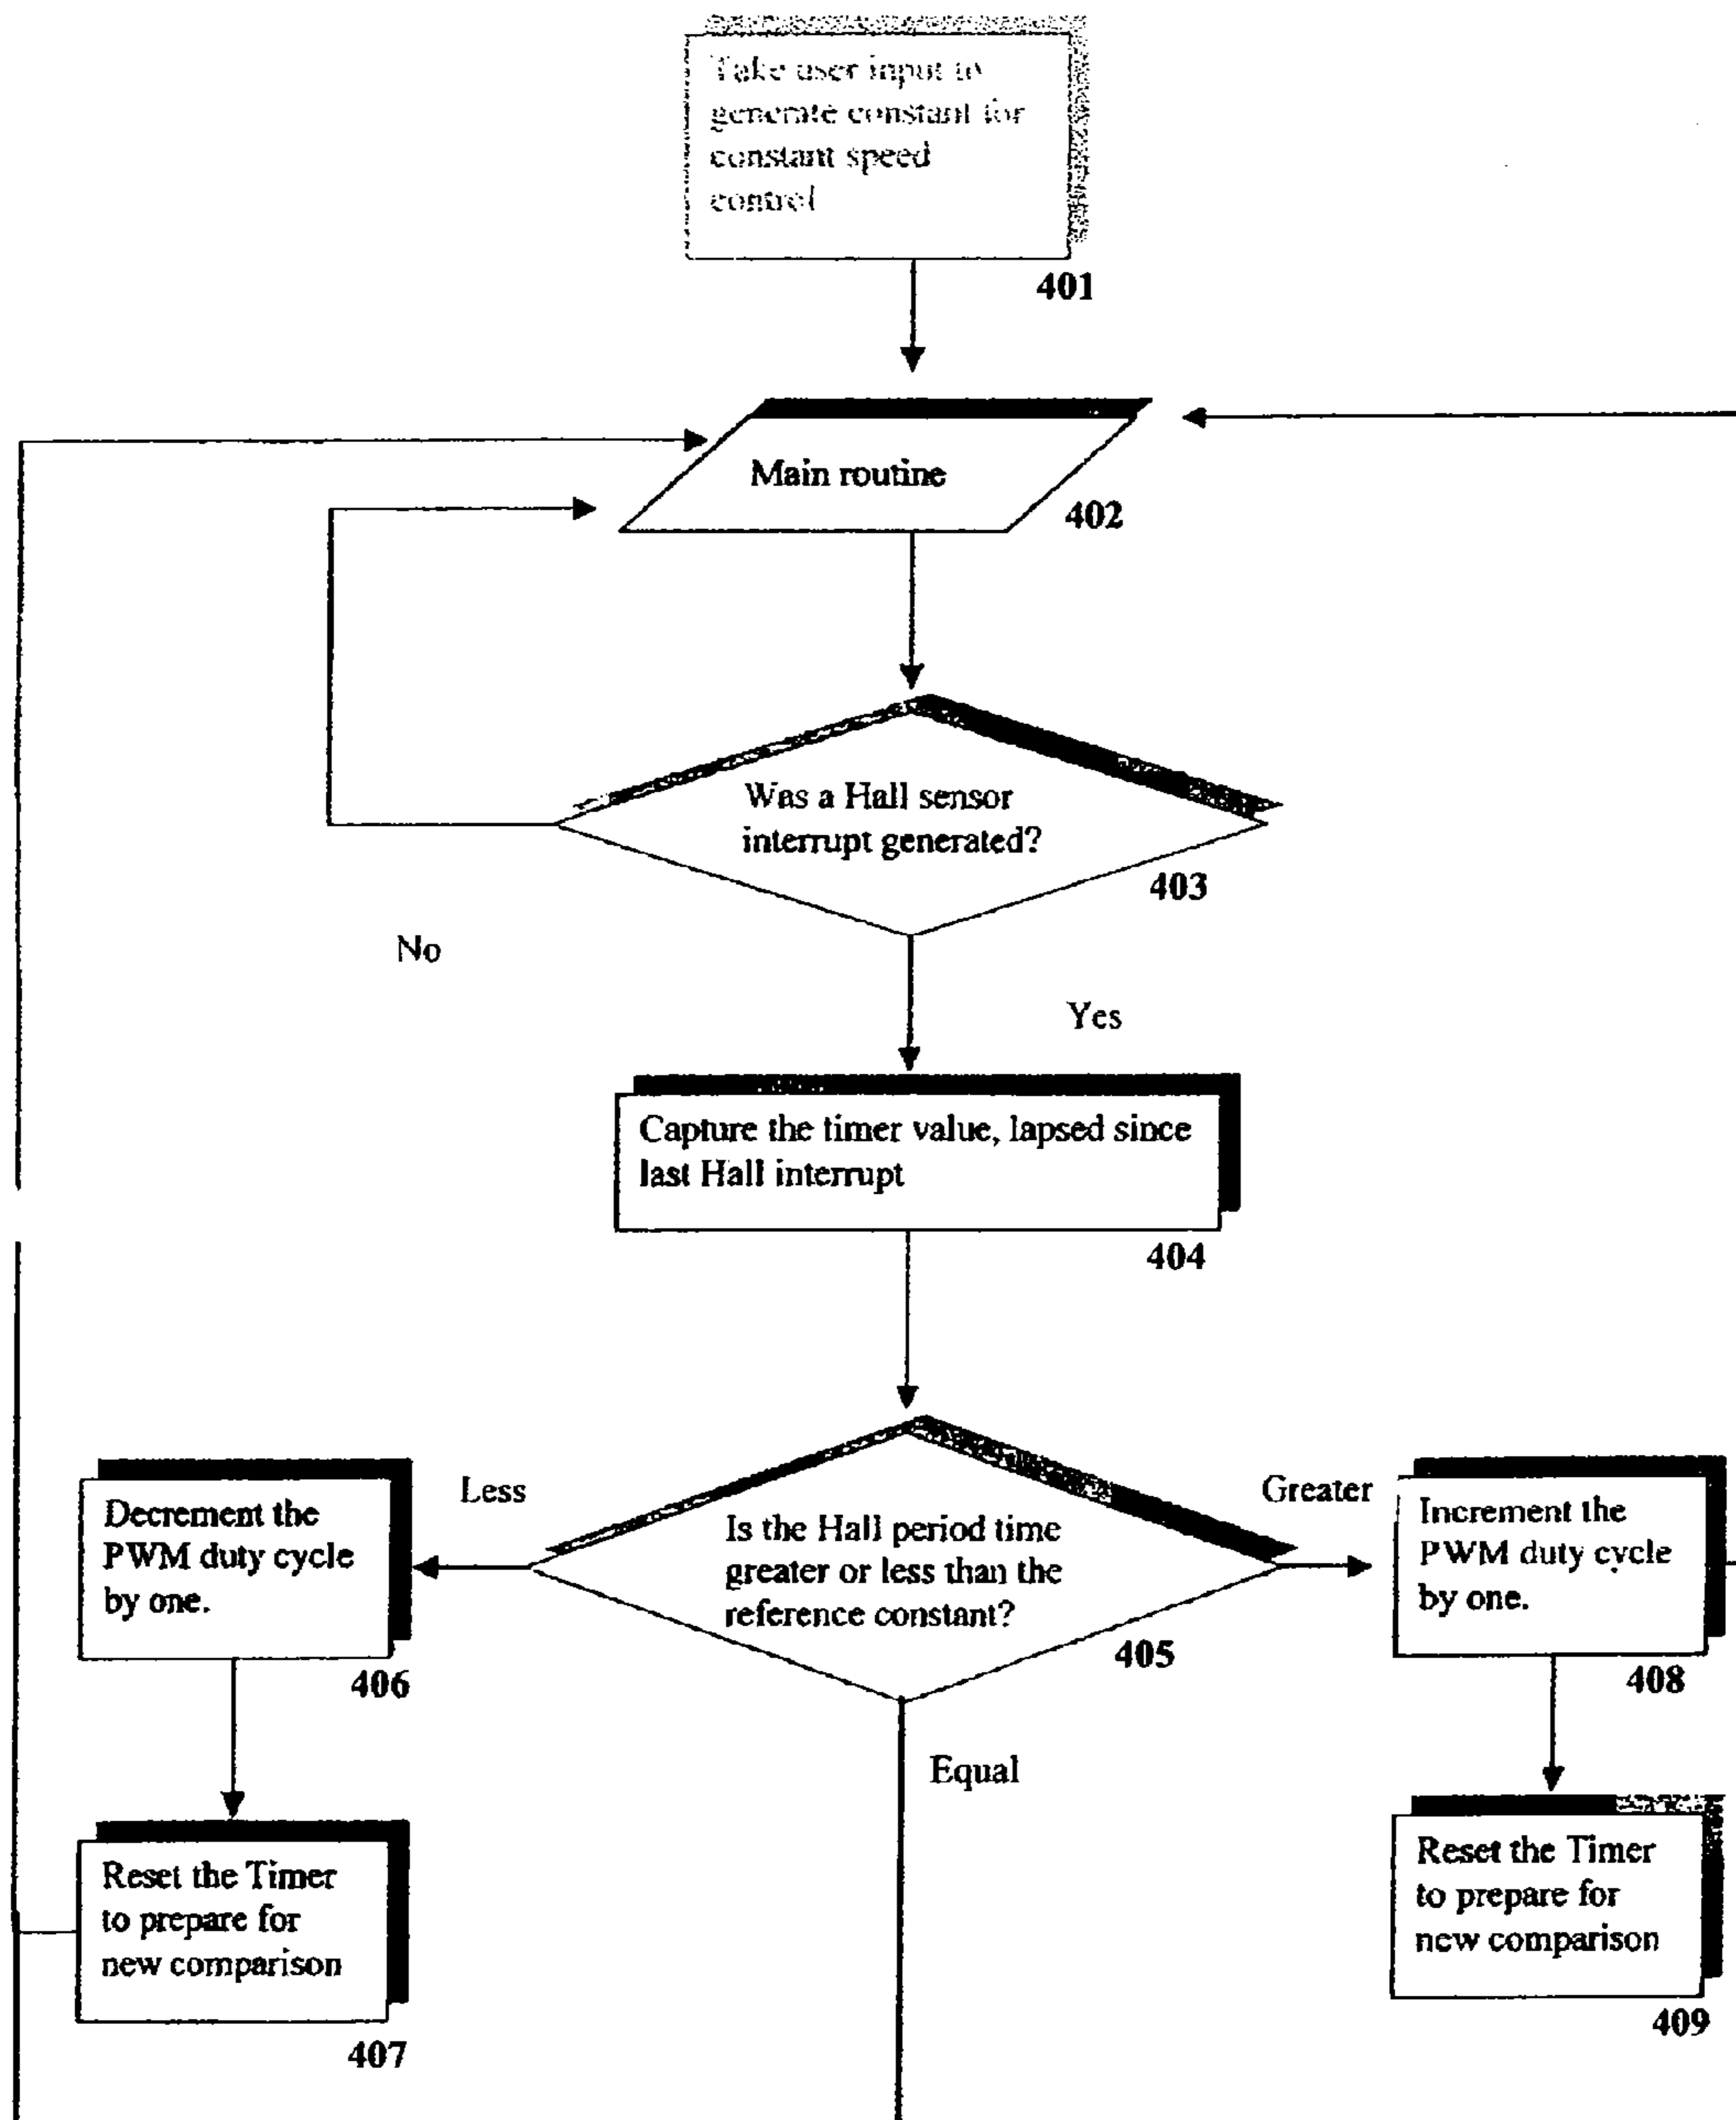 Take user input to
generate constant for
constant speed
control
401
Main routine
402
Was a Hall sensor
interrupt generated?
403
No
Yes
Capture the timer value, lapsed since
last Hall interrupt
404
Less
Greater
Decrement the
PWM duty cycle
by one.
406
Is the Hall period time
greater or less than the
reference constant?
405
Increment the
PWM duty cycle
by one.
408
Equal
Reset the Timer
to prepare for
new comparison
407
Reset the Timer
to prepare for
new comparison
409